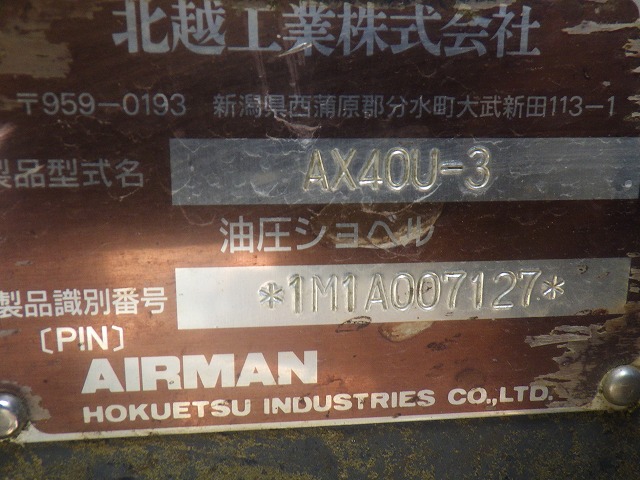 北越工業株式会社
〒959-0193 新潟県西蒲原郡分水町大武新田113-1
製品型式名 AX40U-3
油圧ショベル
製品識別番号 *1M1A007127*
〔PIN〕
AIRMAN
HOKUETSU INDUSTRIES CO.,LTD.